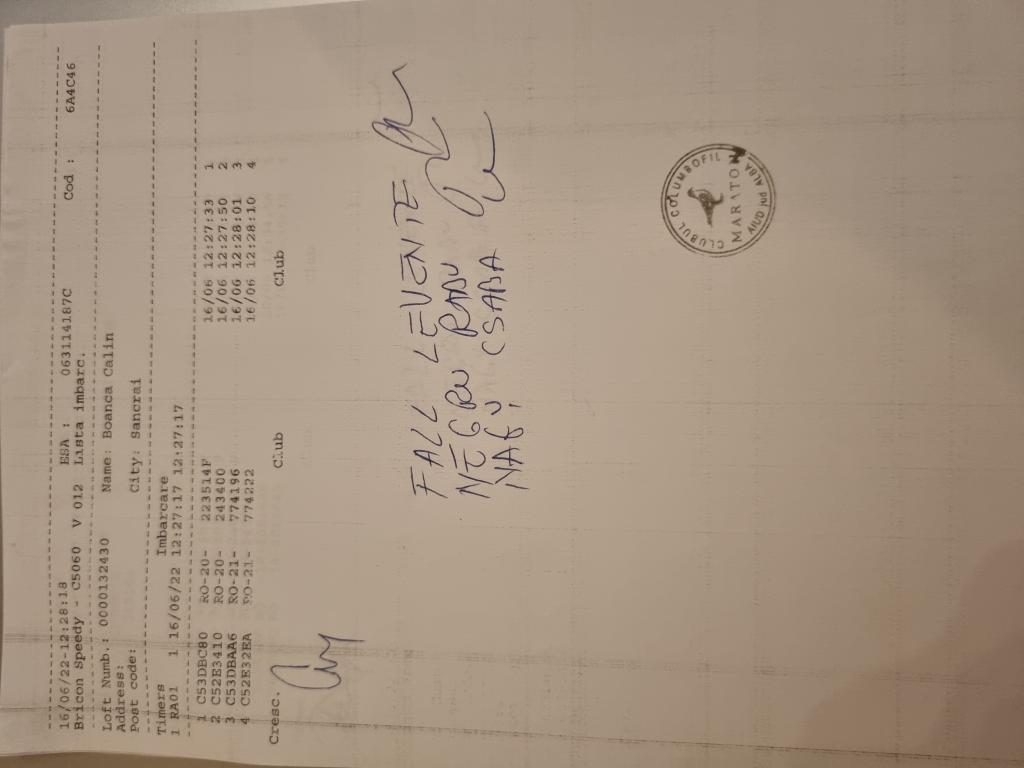 16/06/22-12:28:18 ESA : 063114187C
Bricon Speedy - C5060 V 012 Lista imbarc. Cod : 6A4C46
Loft Numb.: 0000132430 Name: Boanca Calin
Address:
Post code: City: Sancrai
Timers Imbarcare
1 RA01 1 16/06/22 12:27:17 12:27:17
1 C53DBC80 RO-20- 223514F 16/06 12:27:33 1
2 C52E3410 RO-20- 243400 16/06 12:27:50 2
3 C53DBAA6 RO-21- 774196 16/06 12:28:01 3
4 C52E32EA RO-21- 774222 16/06 12:28:10 4
Cresc. Club Club
FALL LEVENTE
NEGRU RADU
NAGY CSABA
CLUBUL COLUMBOFIL
MARATON
AIUD jud ALBA